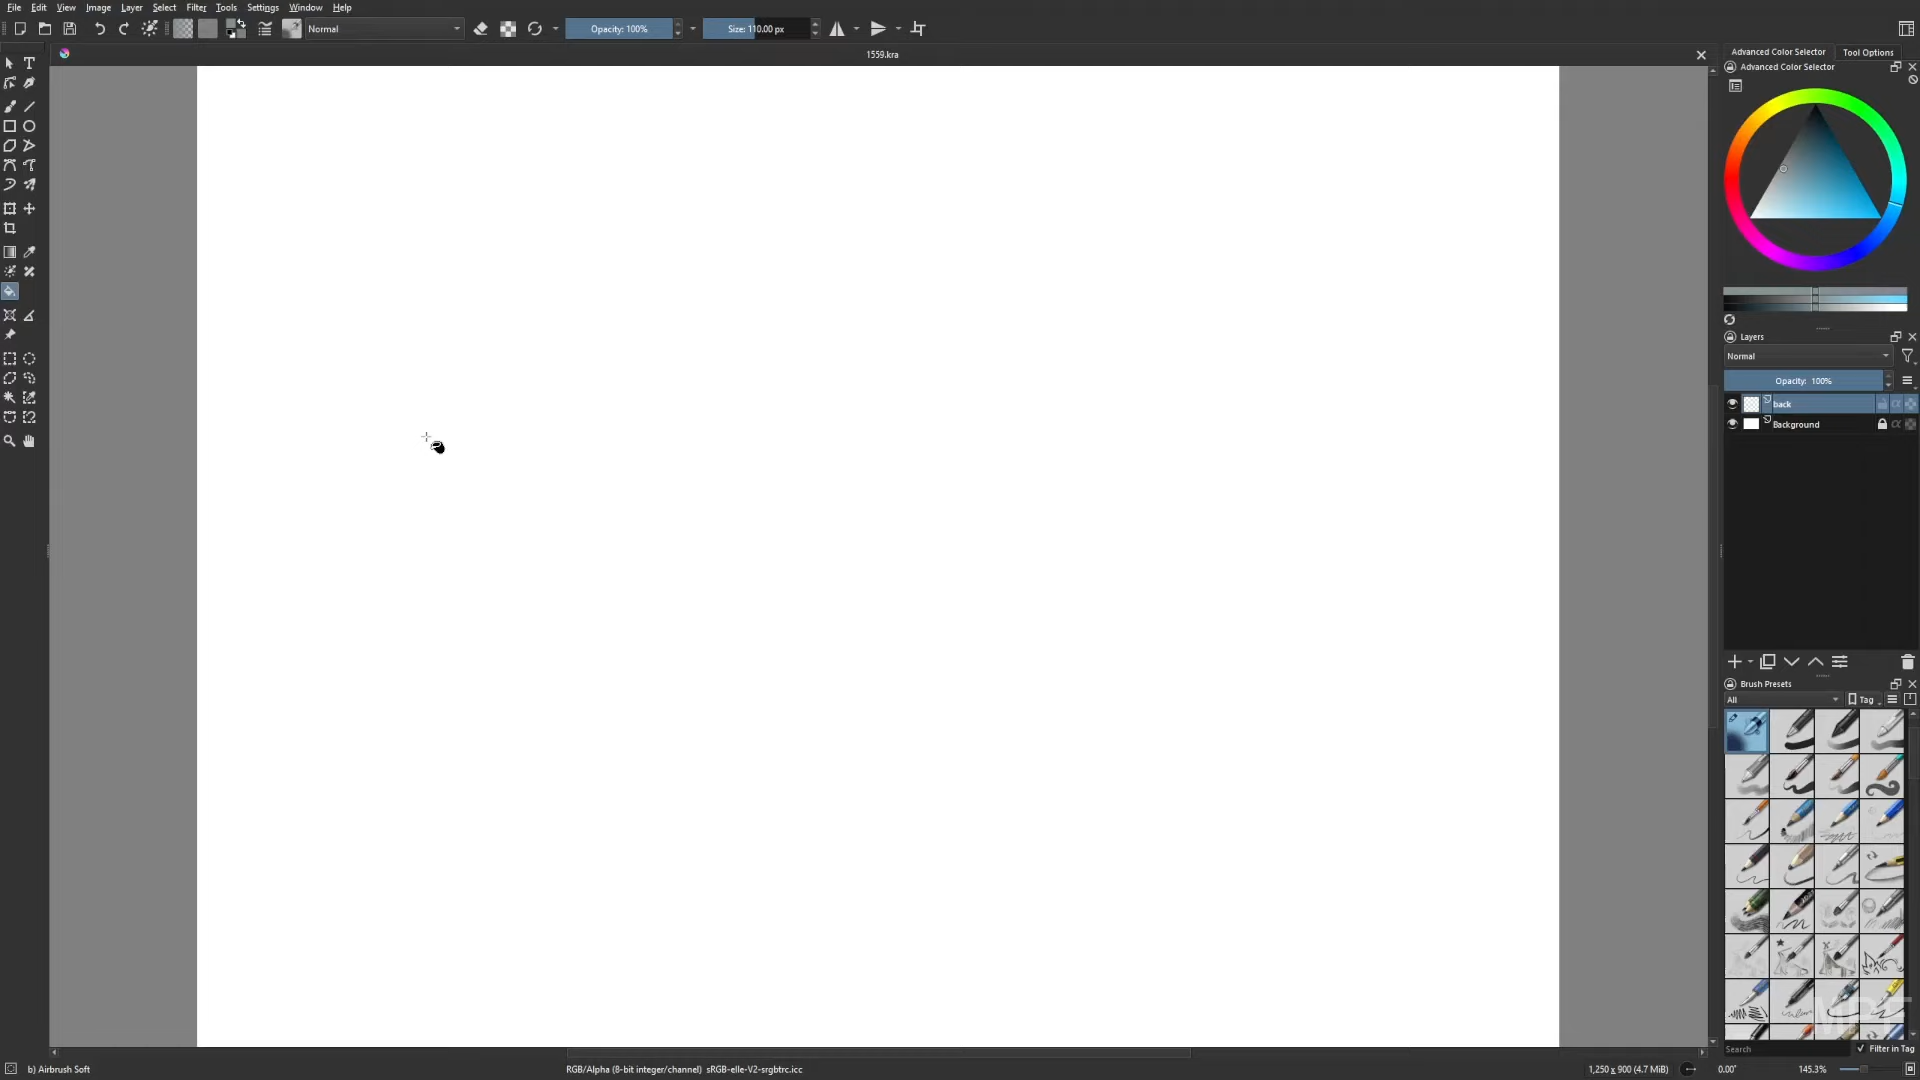 File Edit View Image Layer Select Filter Tools Settings Window Help
Normal Opacity: 100% Size: 110.00 px
1559.kra
Advanced Color Selector Tool Options
Advanced Color Selector
Layers
Normal
Opacity: 100%
back
Background
Brush Presets
All Tag
Search Filter in Tag
b) Airbrush Soft RGB/Alpha (8-bit integer/channel) sRGB-elle-V2-srgbtrc.icc 1,250 x 900 (4.7 MiB) 0.00° 145.3%